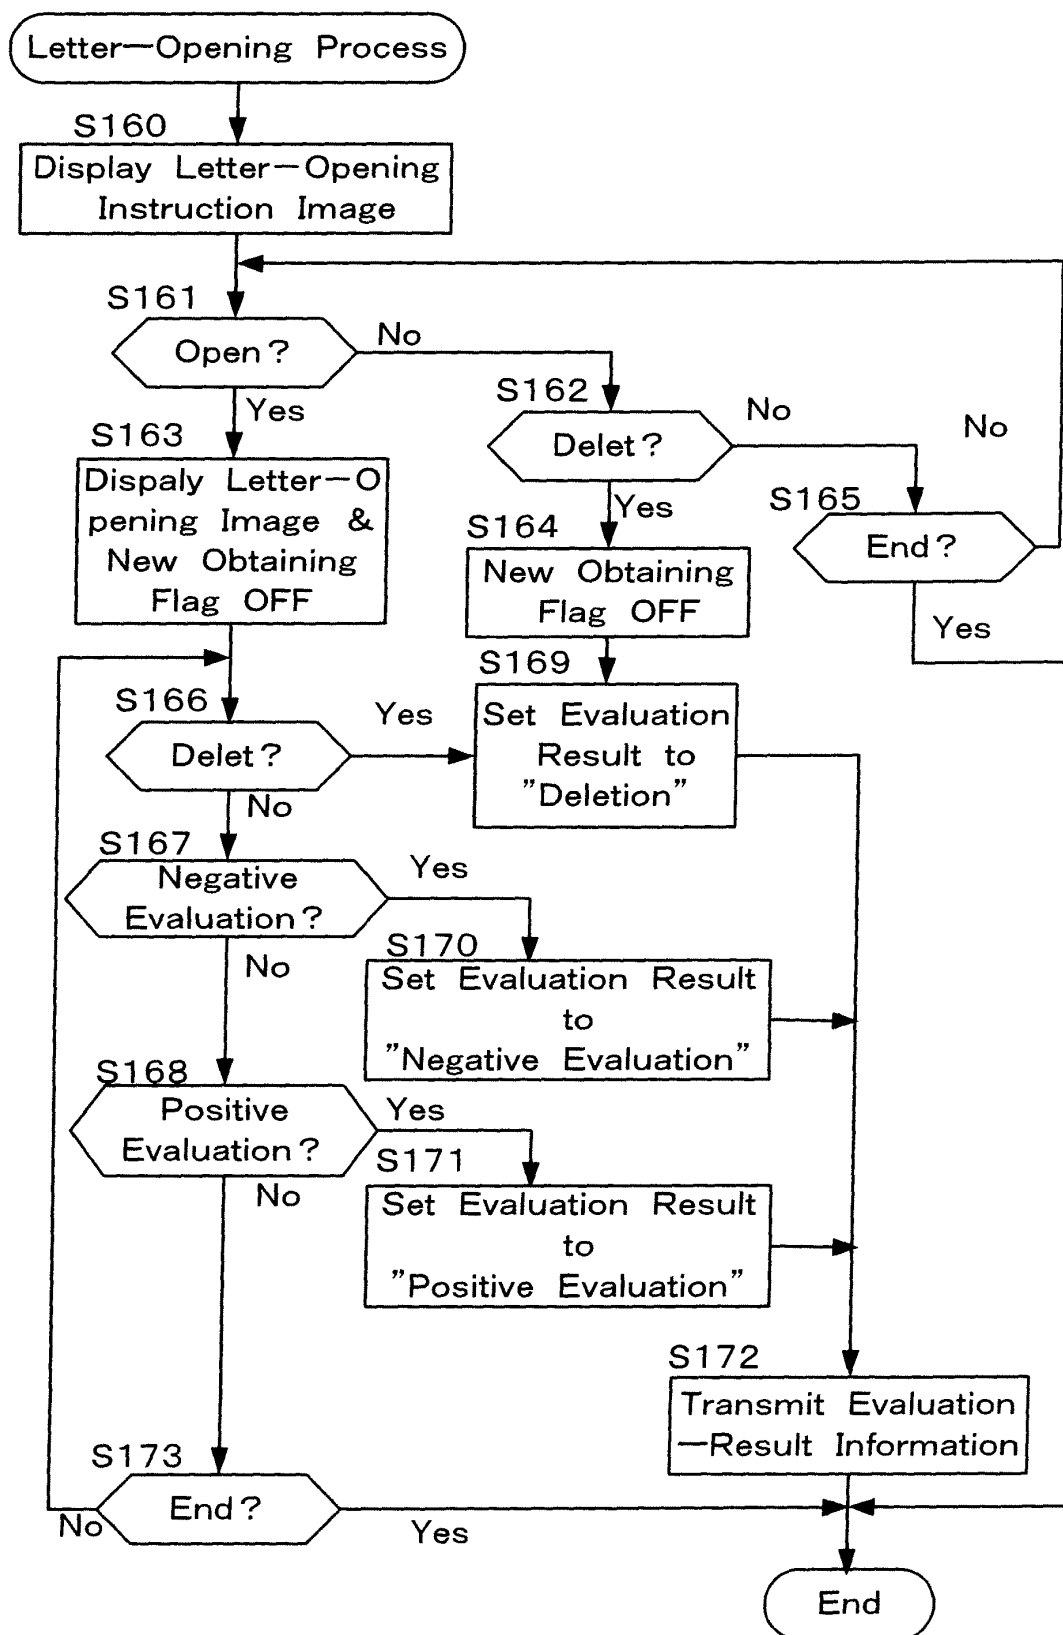 Letter-Opening Process
S160
Display Letter-Opening
Instruction Image
S161
Open?
No
Yes
S162
Delet?
No
No
Yes
S163
Dispaly Letter-O
pening Image &
New Obtaining
Flag OFF
S164
New Obtaining
Flag OFF
S165
End?
Yes
S166
Delet?
Yes
No
S169
Set Evaluation
Result to
"Deletion"
S167
Negative
Evaluation?
Yes
No
S170
Set Evaluation Result
to
"Negative Evaluation"
S168
Positive
Evaluation?
Yes
No
S171
Set Evaluation Result
to
"Positive Evaluation"
S172
Transmit Evaluation
-Result Information
S173
End?
No
Yes
End